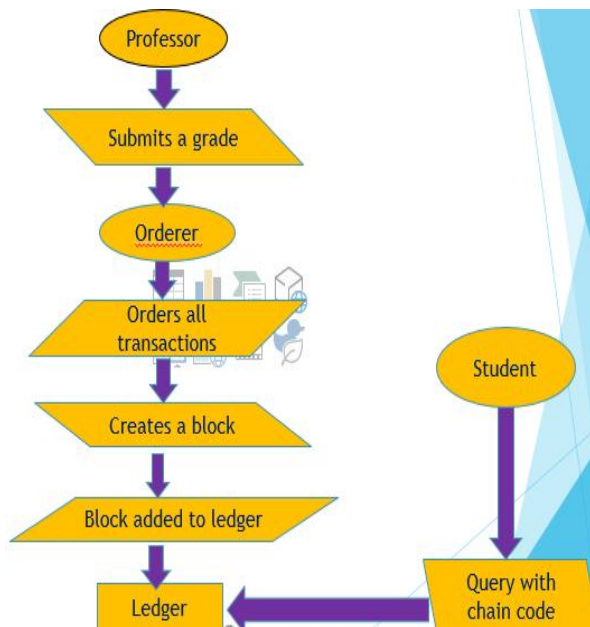 Professor
Submits a grade
Orderer
Orders all
transactions
Creates a block
Block added to ledger
Ledger
Student
Query with
chain code